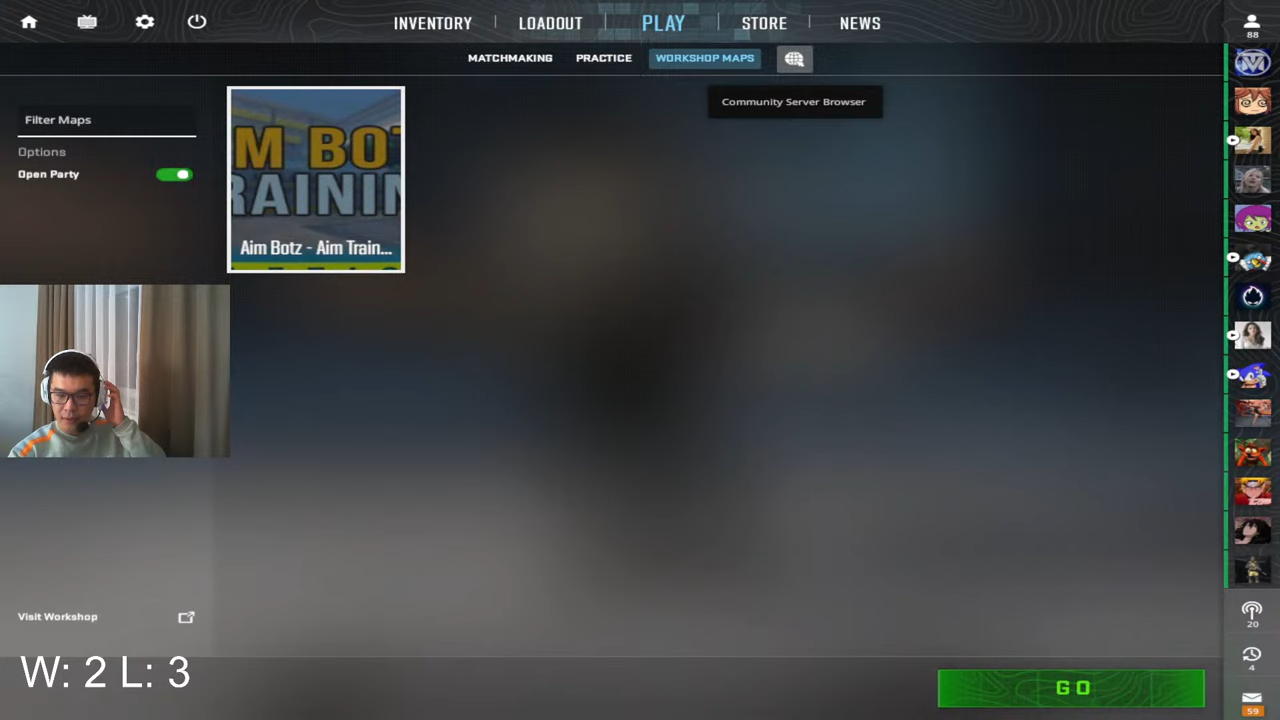 INVENTORY
LOADOUT
PLAY
STORE
NEWS
88
MATCHMAKING
PRACTICE
WORKSHOP MAPS
Community Server Browser
Filter Maps
Options
Open Party
M BO
RAININ
Aim Botz - Aim Train...
Visit Workshop
20
4
59
W: 2 L: 3
GO